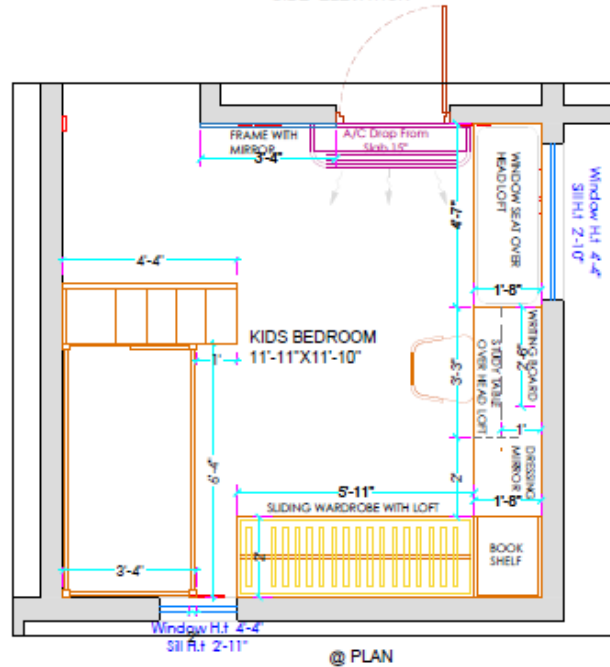 FRAME WITH
MIRROR
3'-4"
A/C Drop From
Slab 15"
WINDOW SEAT OVER
HEAD LOFT
Window H.t 4'-4"
Sill H.t 2'-10"
4'-7"
4'-4"
1'-8"
KIDS BEDROOM
11'-11"X11'-10"
1'
3'-3"
STUDY TABLE
OVER HEAD LOFT
2'-6"
WRITING BOARD
1'
6'-4"
2'
DRESSING
MIRROR
5'-11"
1'-8"
SLIDING WARDROBE WITH LOFT
2'
BOOK
SHELF
3'-4"
Window H.t 4'-4"
Sill H.t 2'-11"
@ PLAN